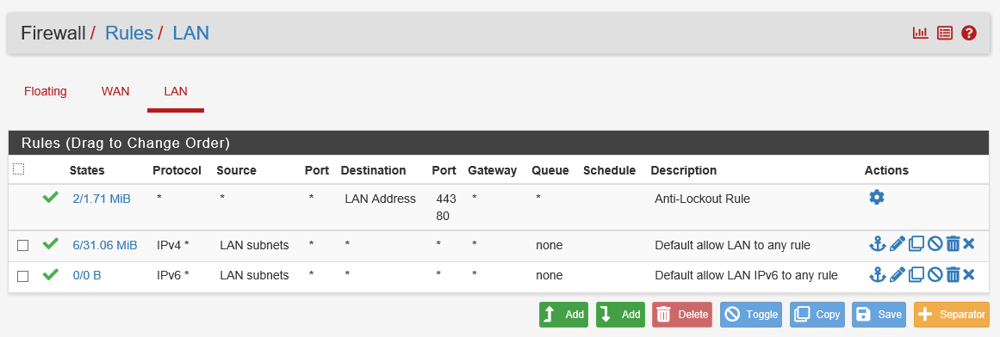 Firewall / Rules / LAN
Floating WAN LAN
Rules (Drag to Change Order)
States Protocol Source Port Destination Port Gateway Queue Schedule Description Actions
2/1.71 MiB * * * LAN Address 443 * * Anti-Lockout Rule
80
6/31.06 MiB IPv4 * LAN subnets * * * * none Default allow LAN to any rule
0/0 B IPv6 * LAN subnets * * * * none Default allow LAN IPv6 to any rule
Add Add Delete Toggle Copy Save Separator